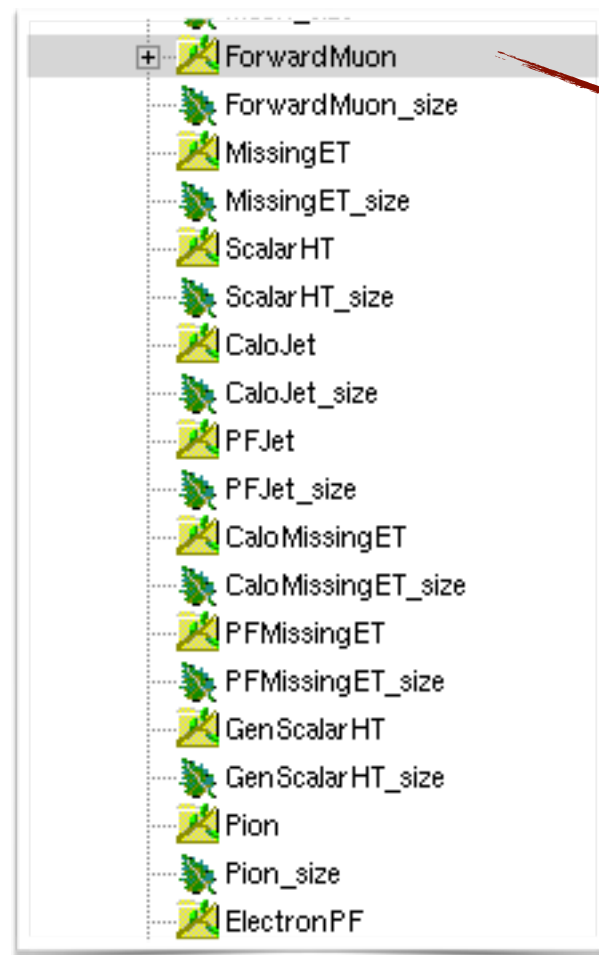 ForwardMuon
ForwardMuon_size
MissingET
MissingET_size
ScalarHT
ScalarHT_size
CaloJet
CaloJet_size
PFJet
PFJet_size
CaloMissingET
CaloMissingET_size
PFMissingET
PFMissingET_size
GenScalarHT
GenScalarHT_size
Pion
Pion_size
ElectronPF